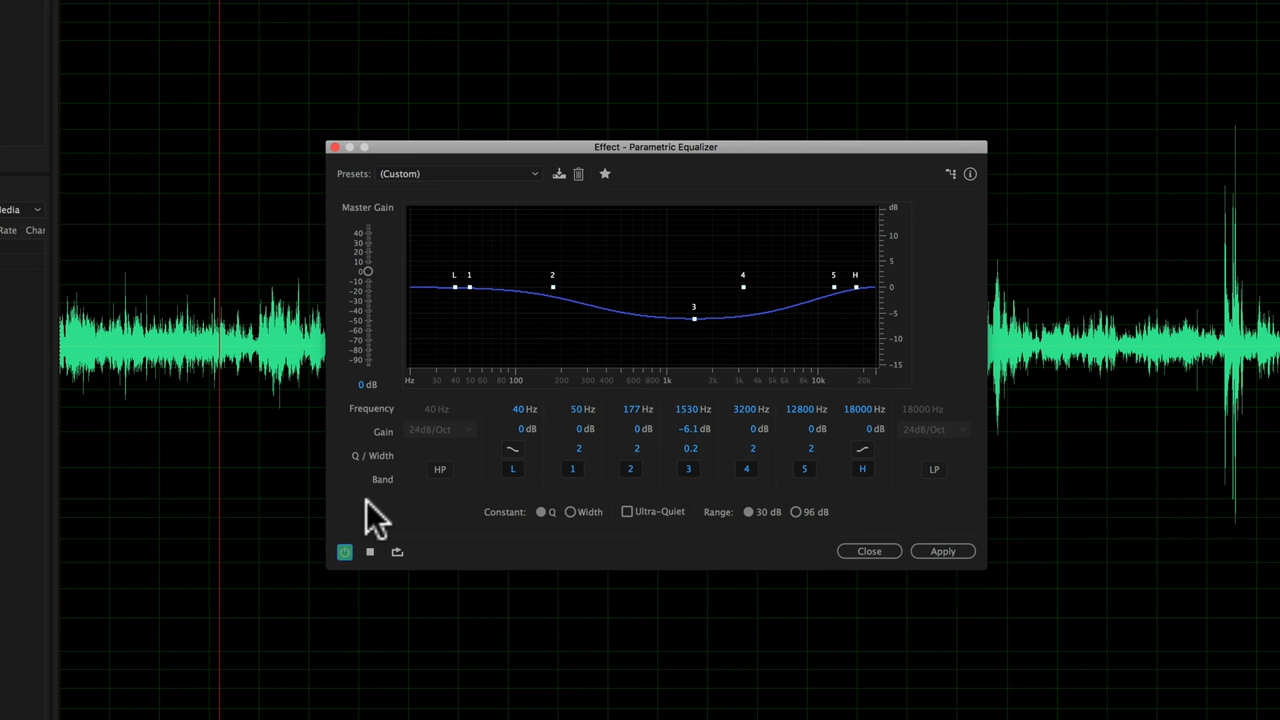 Effect - Parametric Equalizer
Presets: (Custom)
edia
Rate Char
Master Gain
dB
40
30
20
10
0
-10
-20
-30
-40
-50
-60
-70
-80
-90
0 dB
L 1 2 3 4 5 H
10
5
0
-5
-10
-15
Hz 30 40 50 60 100 200 300 400 600 800 1k 2k 3k 4k 5k 6k 10k 20k
Frequency 40 Hz 40 Hz 50 Hz 177 Hz 1530 Hz 3200 Hz 12800 Hz 18000 Hz 18000 Hz
Gain 24dB/Oct 0 dB 0 dB 0 dB -6.1 dB 0 dB 0 dB 0 dB 24dB/Oct
Q / Width 2 2 0.2 2 2
Band HP L 1 2 3 4 5 H LP
Constant: Q Width Ultra-Quiet Range: 30 dB 96 dB
Close Apply